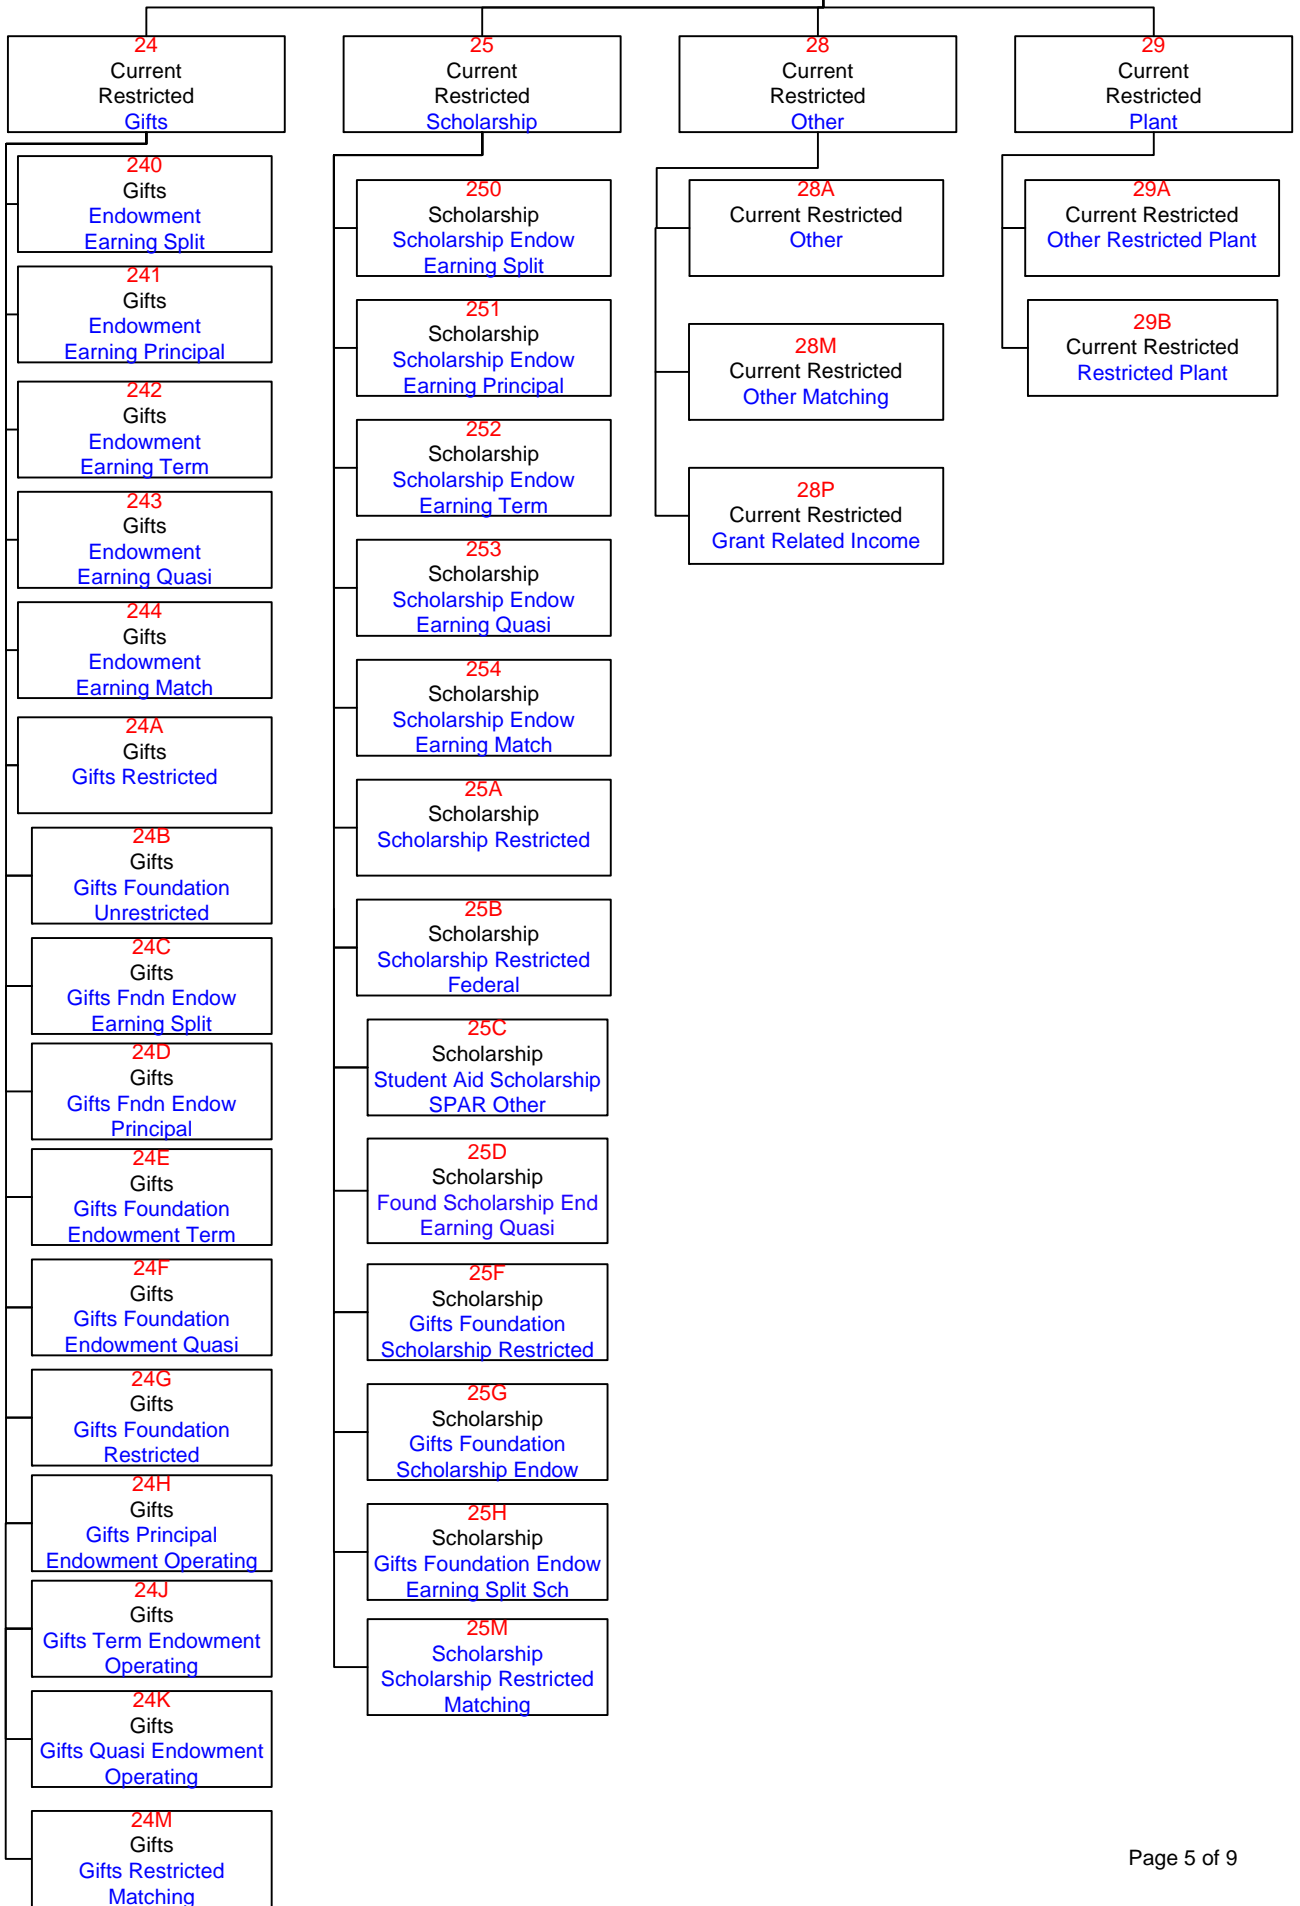 24
Current
Restricted
Gifts
25
Current
Restricted
Scholarship
28
Current
Restricted
Other
29
Current
Restricted
Plant
240
Gifts
Endowment
Earning Split
241
Gifts
Endowment
Earning Principal
242
Gifts
Endowment
Earning Term
243
Gifts
Endowment
Earning Quasi
244
Gifts
Endowment
Earning Match
24A
Gifts
Gifts Restricted
24B
Gifts
Gifts Foundation
Unrestricted
24C
Gifts
Gifts Fndn Endow
Earning Split
24D
Gifts
Gifts Fndn Endow
Principal
24E
Gifts
Gifts Foundation
Endowment Term
24F
Gifts
Gifts Foundation
Endowment Quasi
24G
Gifts
Gifts Foundation
Restricted
24H
Gifts
Gifts Principal
Endowment Operating
24J
Gifts
Gifts Term Endowment
Operating
24K
Gifts
Gifts Quasi Endowment
Operating
24M
Gifts
Gifts Restricted
Matching
250
Scholarship
Scholarship Endow
Earning Split
251
Scholarship
Scholarship Endow
Earning Principal
252
Scholarship
Scholarship Endow
Earning Term
253
Scholarship
Scholarship Endow
Earning Quasi
254
Scholarship
Scholarship Endow
Earning Match
25A
Scholarship
Scholarship Restricted
25B
Scholarship
Scholarship Restricted
Federal
25C
Scholarship
Student Aid Scholarship
SPAR Other
25D
Scholarship
Found Scholarship End
Earning Quasi
25F
Scholarship
Gifts Foundation
Scholarship Restricted
25G
Scholarship
Gifts Foundation
Scholarship Endow
25H
Scholarship
Gifts Foundation Endow
Earning Split Sch
25M
Scholarship
Scholarship Restricted
Matching
28A
Current Restricted
Other
28M
Current Restricted
Other Matching
28P
Current Restricted
Grant Related Income
29A
Current Restricted
Other Restricted Plant
29B
Current Restricted
Restricted Plant
Page 5 of 9